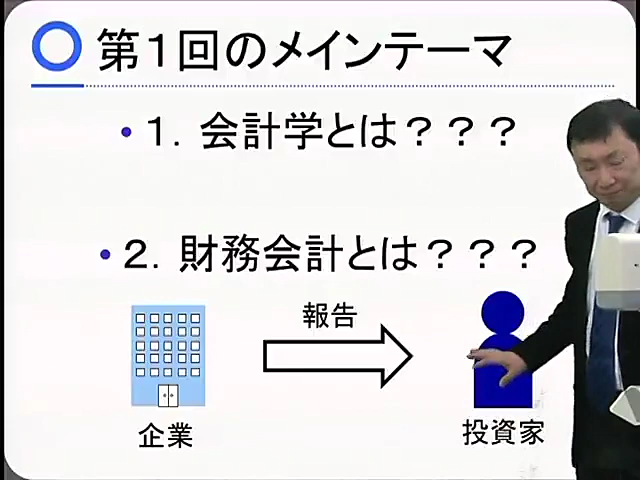 第１回のメインテーマ
• １．会計学とは？？？
• ２．財務会計とは？？？
報告
企業
投資家